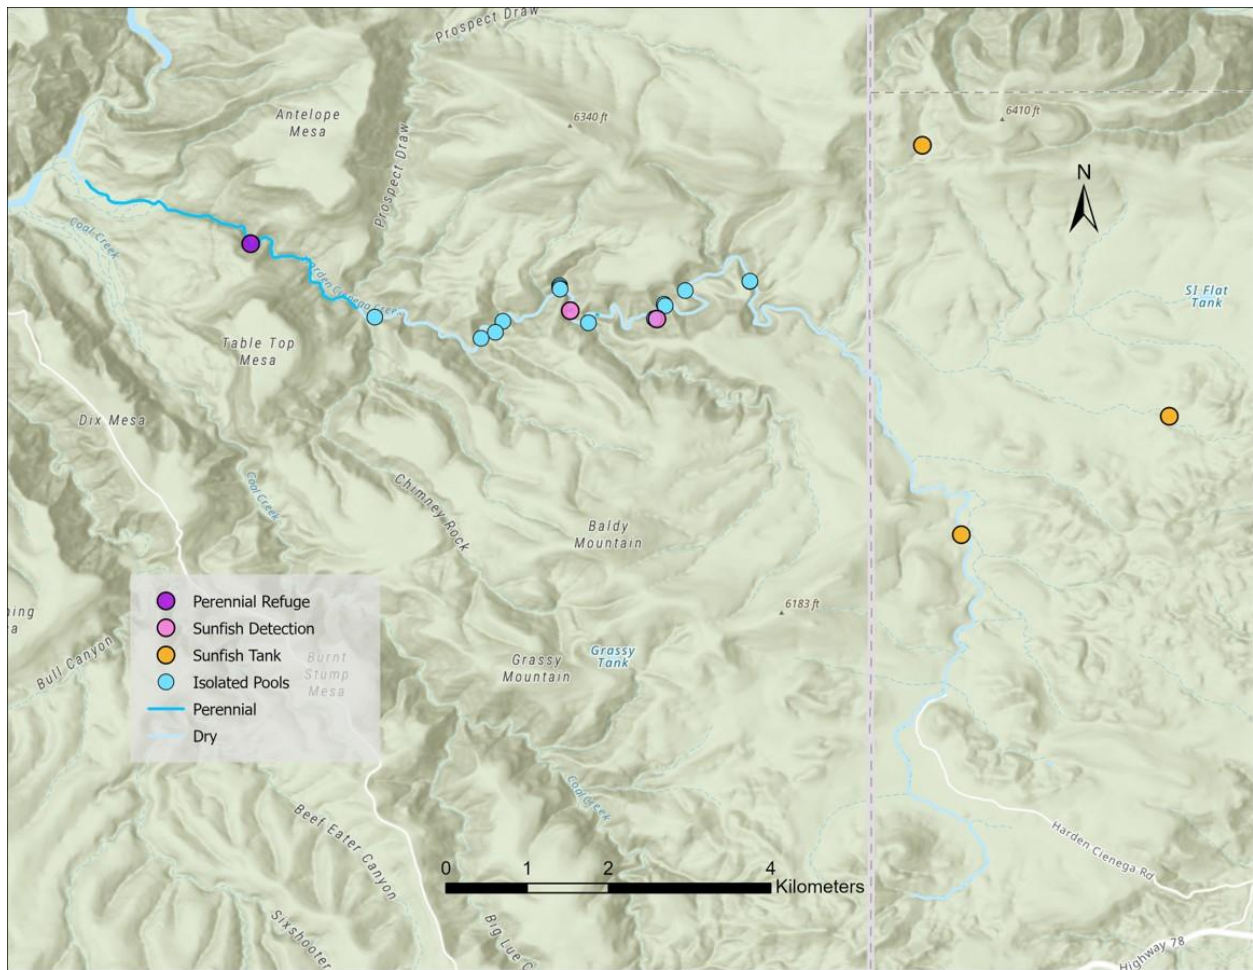 Prospect Draw
Antelope
Mesa
6340 ft
6410 ft
N
Prospect Draw
Coal Creek
SI Flat
Tank
Table Top
Mesa
Dix Mesa
Coal Creek
Chimney Rock
Baldy
Mountain
6183 ft
Perennial Refuge
Sunfish Detection
Sunfish Tank
Isolated Pools
Perennial
Dry
Bull Canyon
Burnt
Stump
Mesa
Grassy
Mountain
Grassy
Tank
Coal Creek
Beef Eater Canyon
Harden Cienega Rd
0 2 4
Kilometers
Sixshooter
Big Lue C
Highway 78